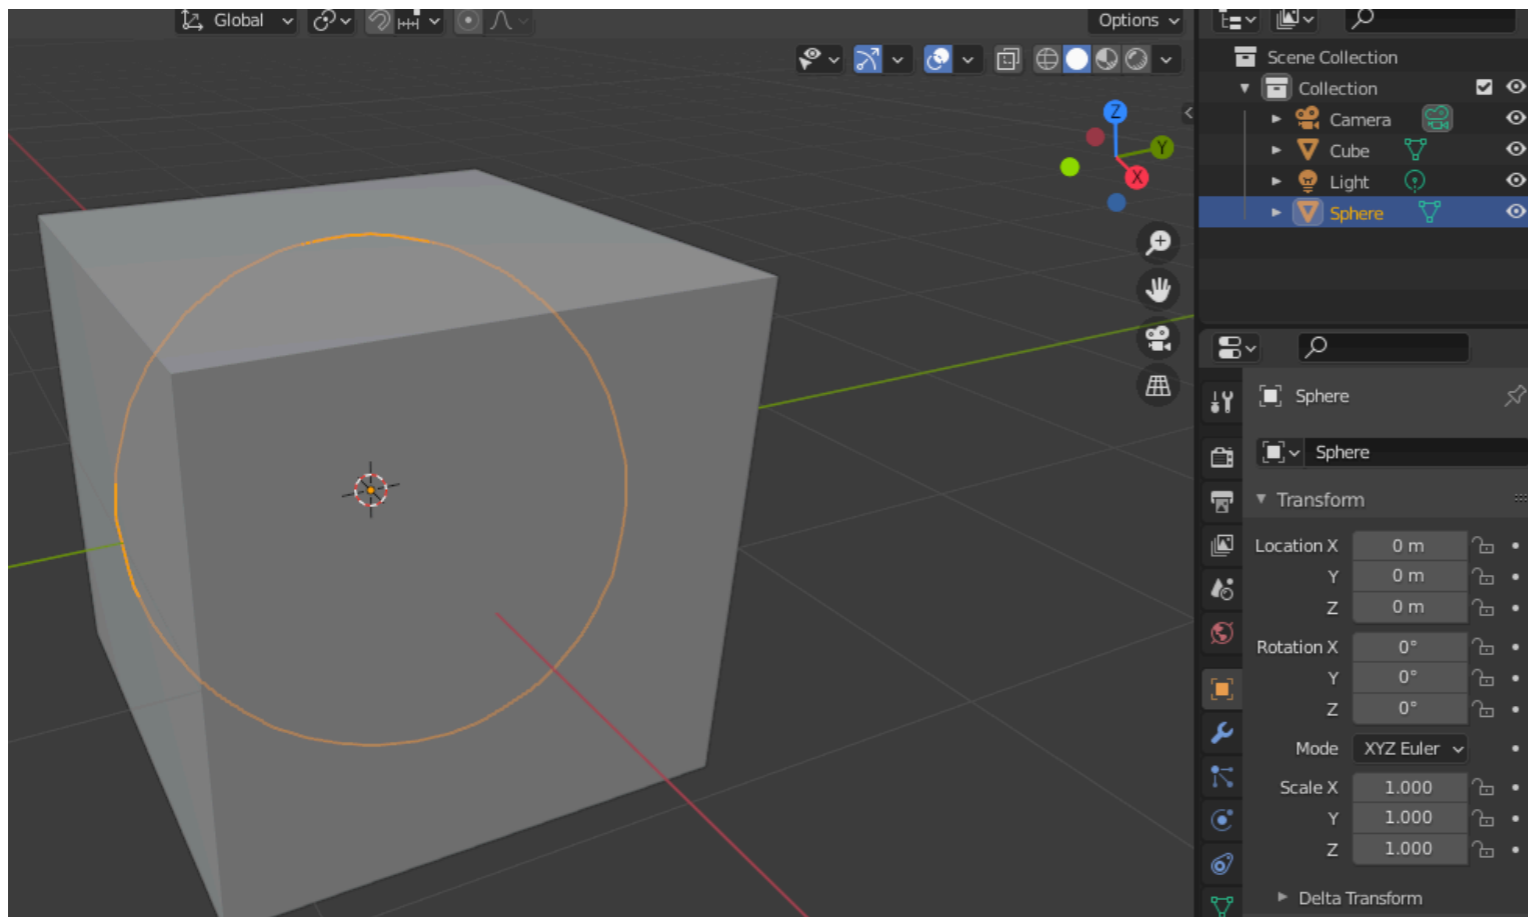 Global
Options
Z
Y
X
Scene Collection
Collection
Camera
Cube
Light
Sphere
Sphere
Sphere
Transform
Location X 0 m
Y 0 m
Z 0 m
Rotation X 0°
Y 0°
Z 0°
Mode XYZ Euler
Scale X 1.000
Y 1.000
Z 1.000
Delta Transform